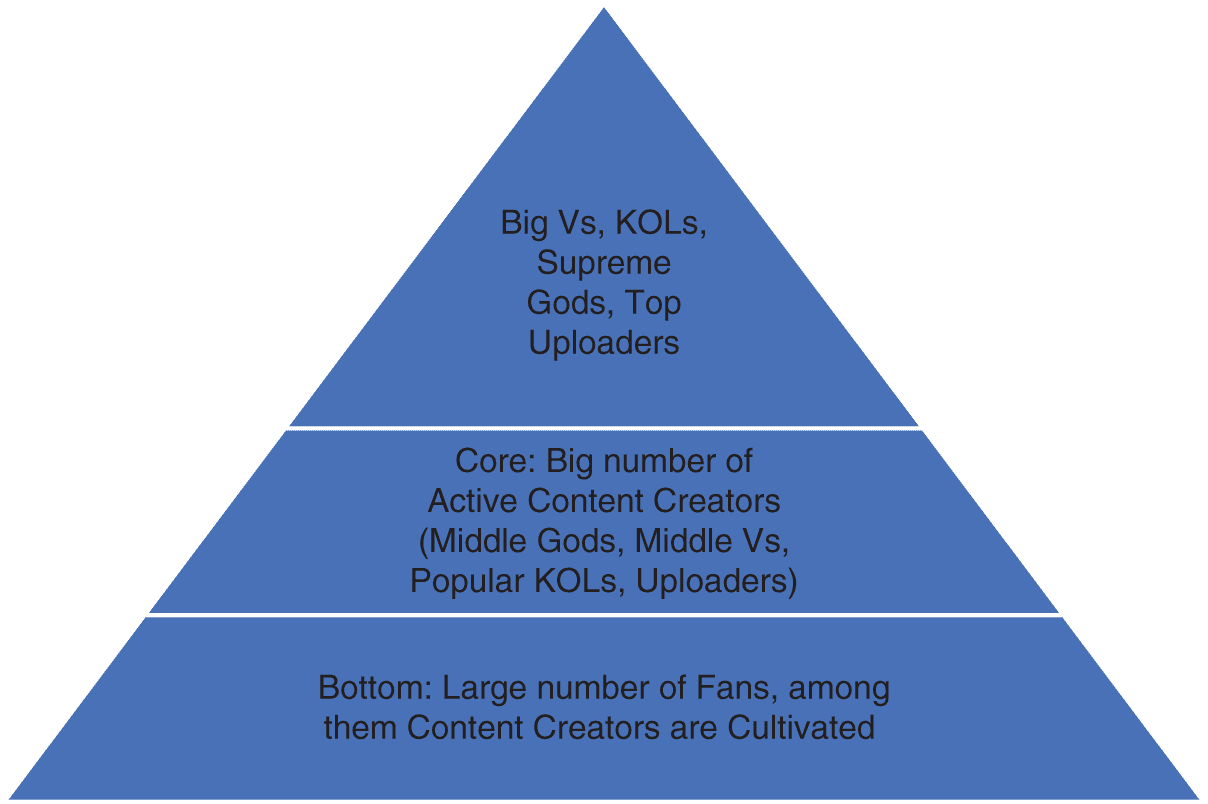 Big Vs, KOLs,
Supreme
Gods, Top
Uploaders
Core: Big number of
Active Content Creators
(Middle Gods, Middle Vs,
Popular KOLs, Uploaders)
Bottom: Large number of Fans, among
them Content Creators are Cultivated